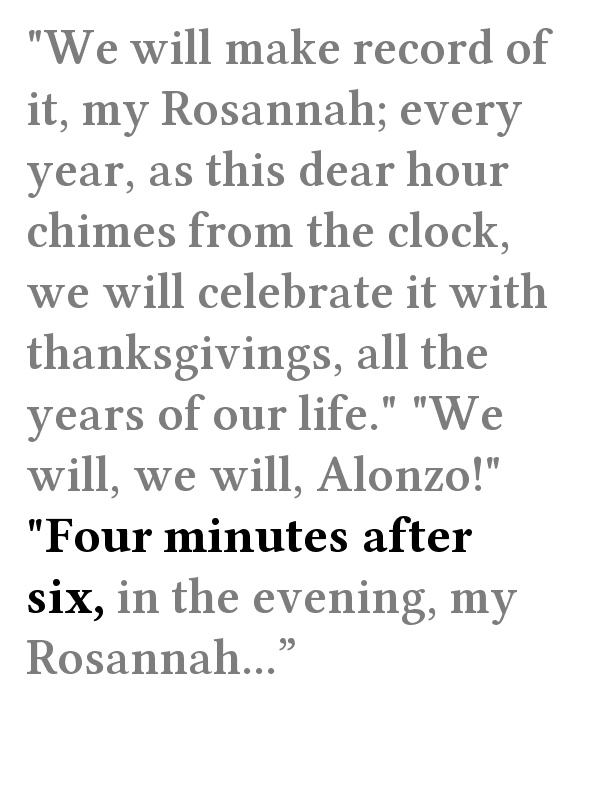 "We will make record of
it, my Rosannah; every
year, as this dear hour
chimes from the clock,
we will celebrate it with
thanksgivings, all the
years of our life." "We
will, we will, Alonzo!"
"Four minutes after
six, in the evening, my
Rosannah...”